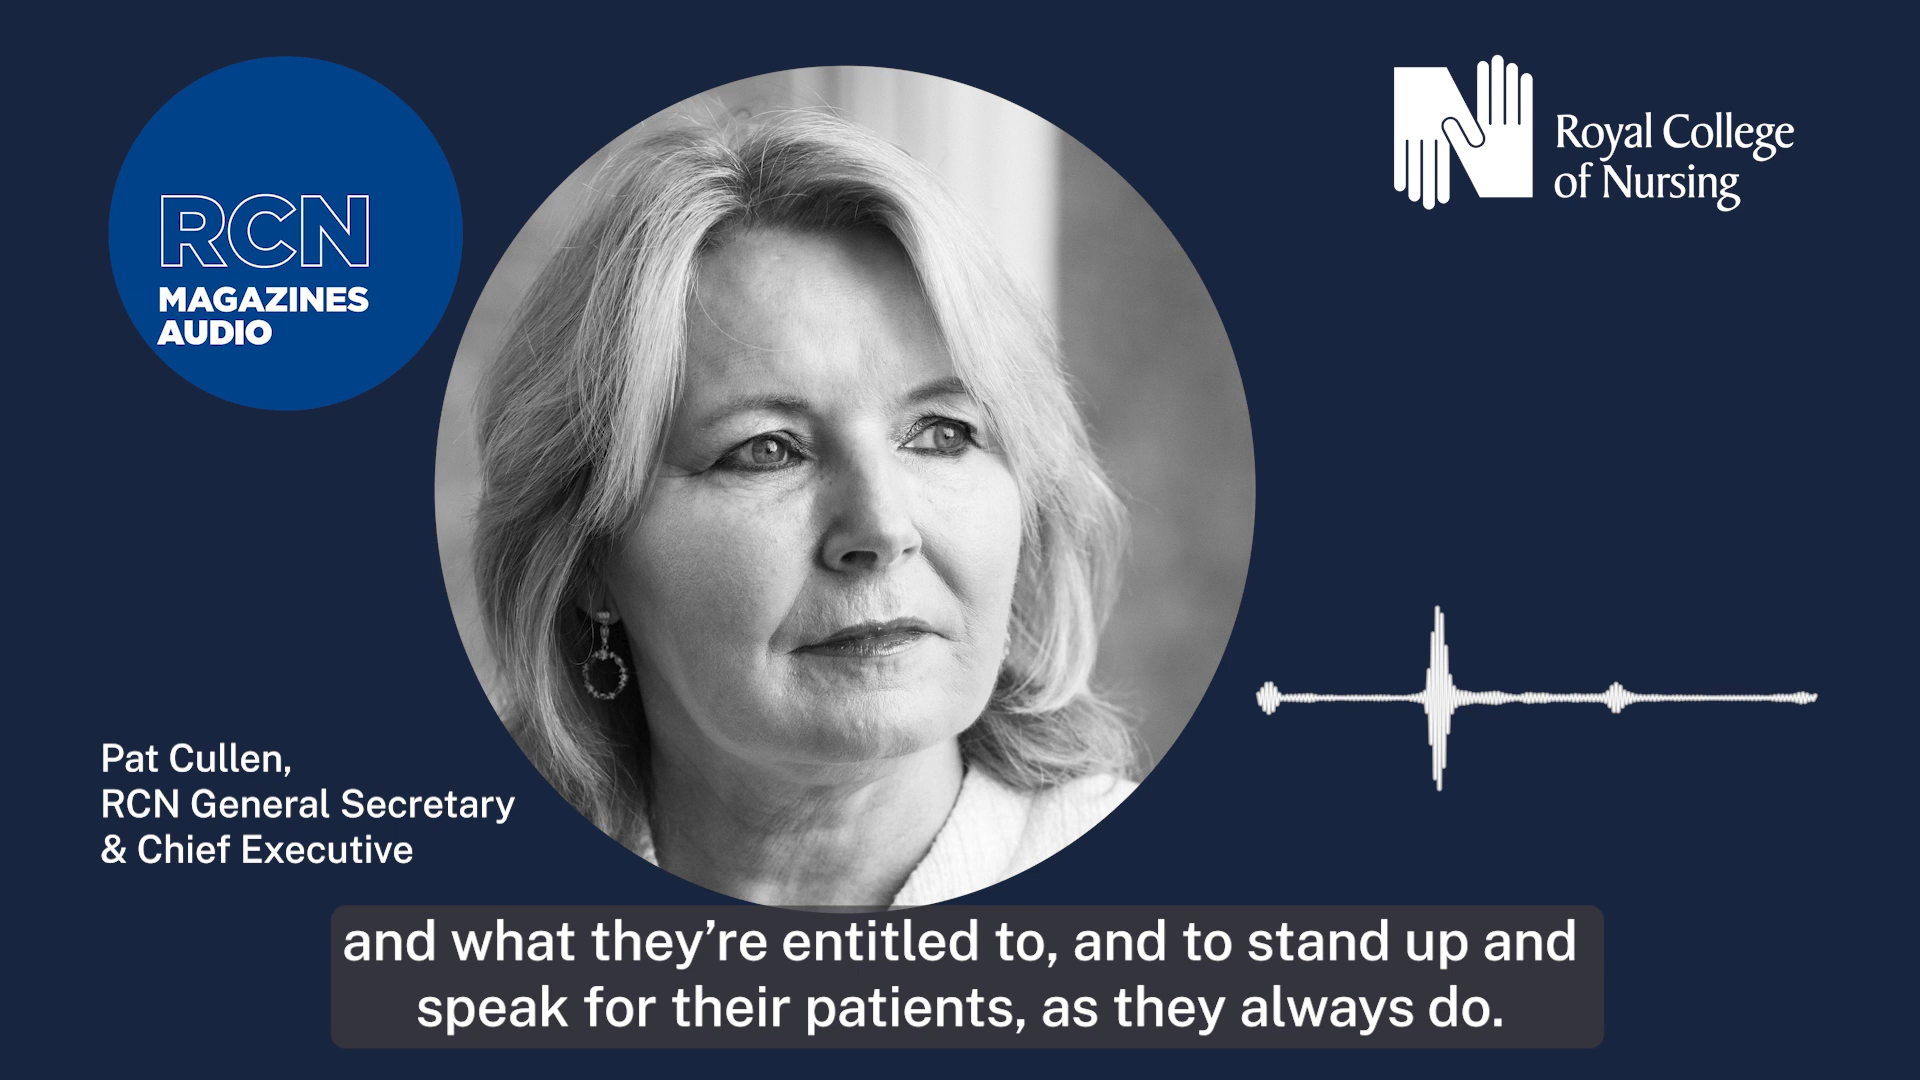 RCN
MAGAZINES
AUDIO
Royal College
of Nursing
Pat Cullen,
RCN General Secretary
& Chief Executive
and what they’re entitled to, and to stand up and
speak for their patients, as they always do.